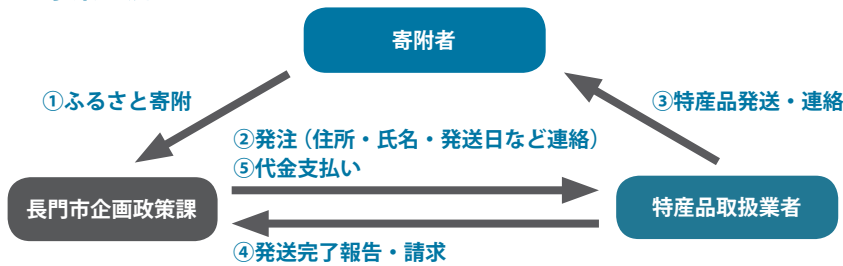 寄附者
①ふるさと寄附
③特産品発送・連絡
②発注（住所・氏名・発送日など連絡）
⑤代金支払い
長門市企画政策課
特産品取扱業者
④発送完了報告・請求